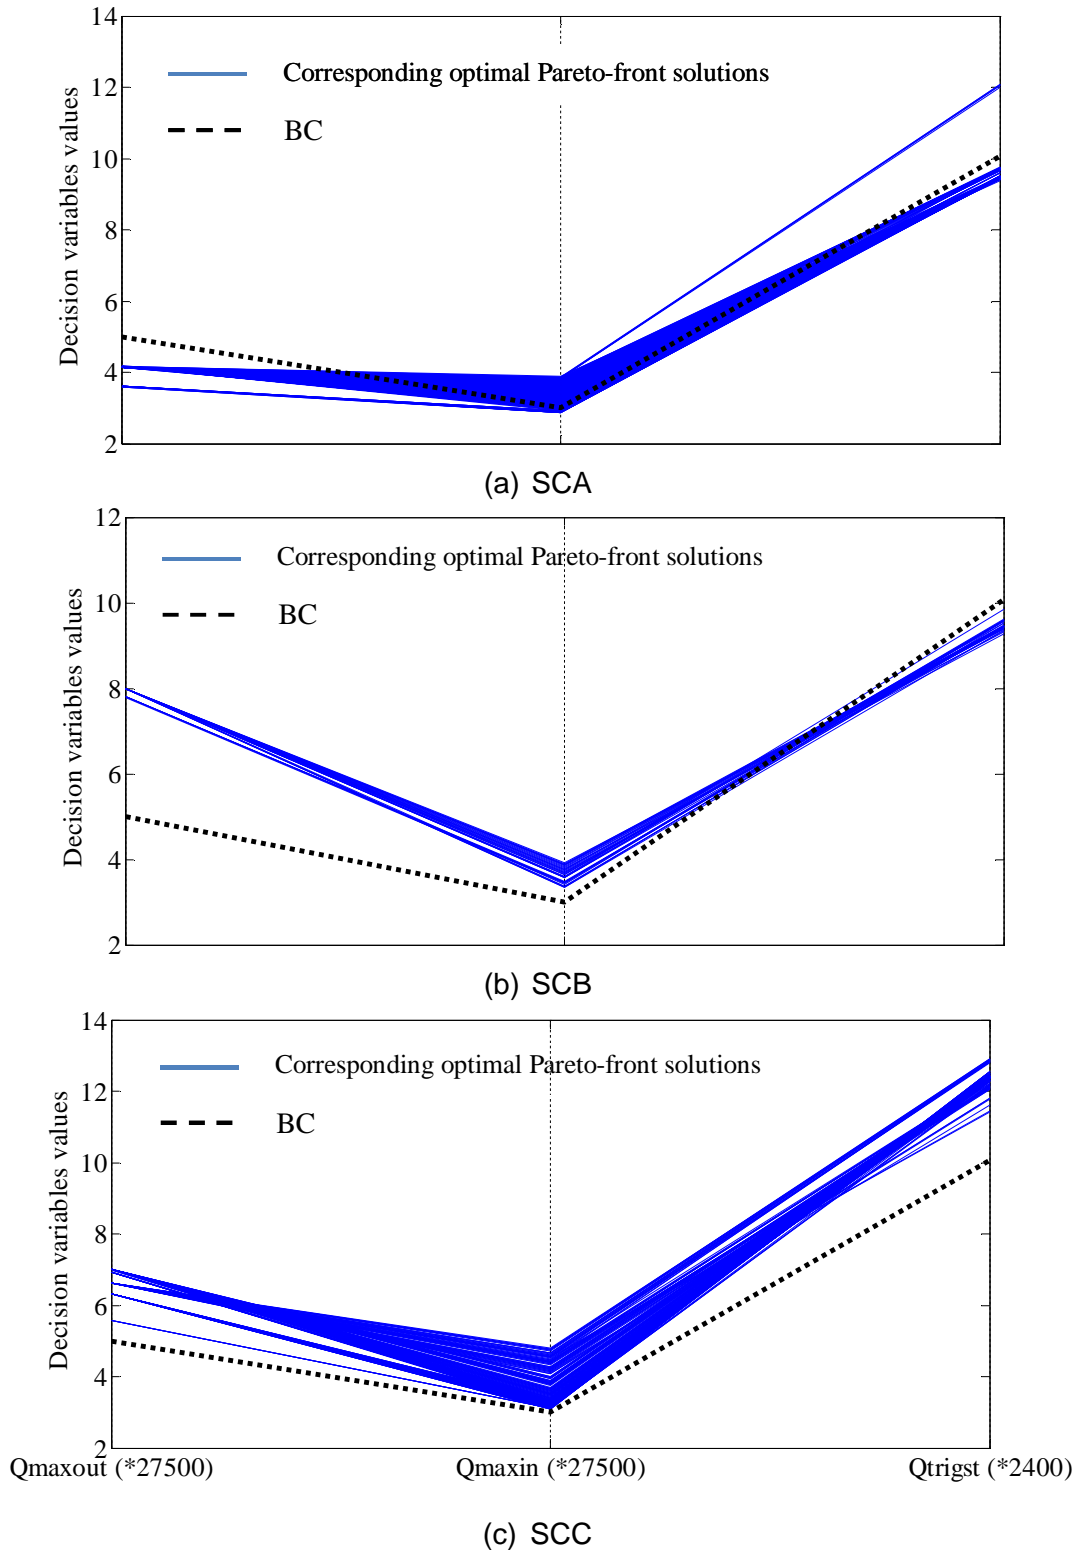 14
12
10
8
6
4
2
Decision variables values
Corresponding optimal Pareto-front solutions
BC
(a) SCA
12
10
8
6
4
2
Decision variables values
Corresponding optimal Pareto-front solutions
BC
(b) SCB
14
12
10
8
6
4
2
Decision variables values
Corresponding optimal Pareto-front solutions
BC
Qmaxout (*27500) Qmaxin (*27500) Qtrigst (*2400)
(c) SCC